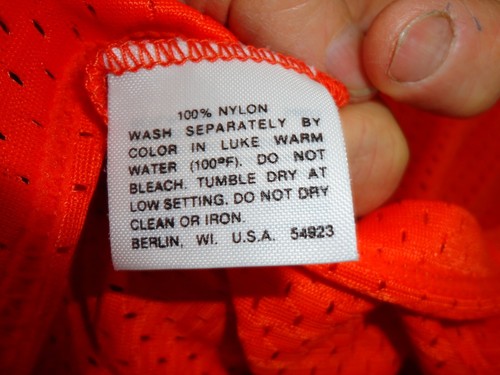 100% NYLON
WASH SEPARATELY BY
COLOR IN LUKE WARM
WATER (100ºF). DO NOT
BLEACH. TUMBLE DRY AT
LOW SETTING. DO NOT DRY
CLEAN OR IRON.
BERLIN, WI. U.S.A. 54923